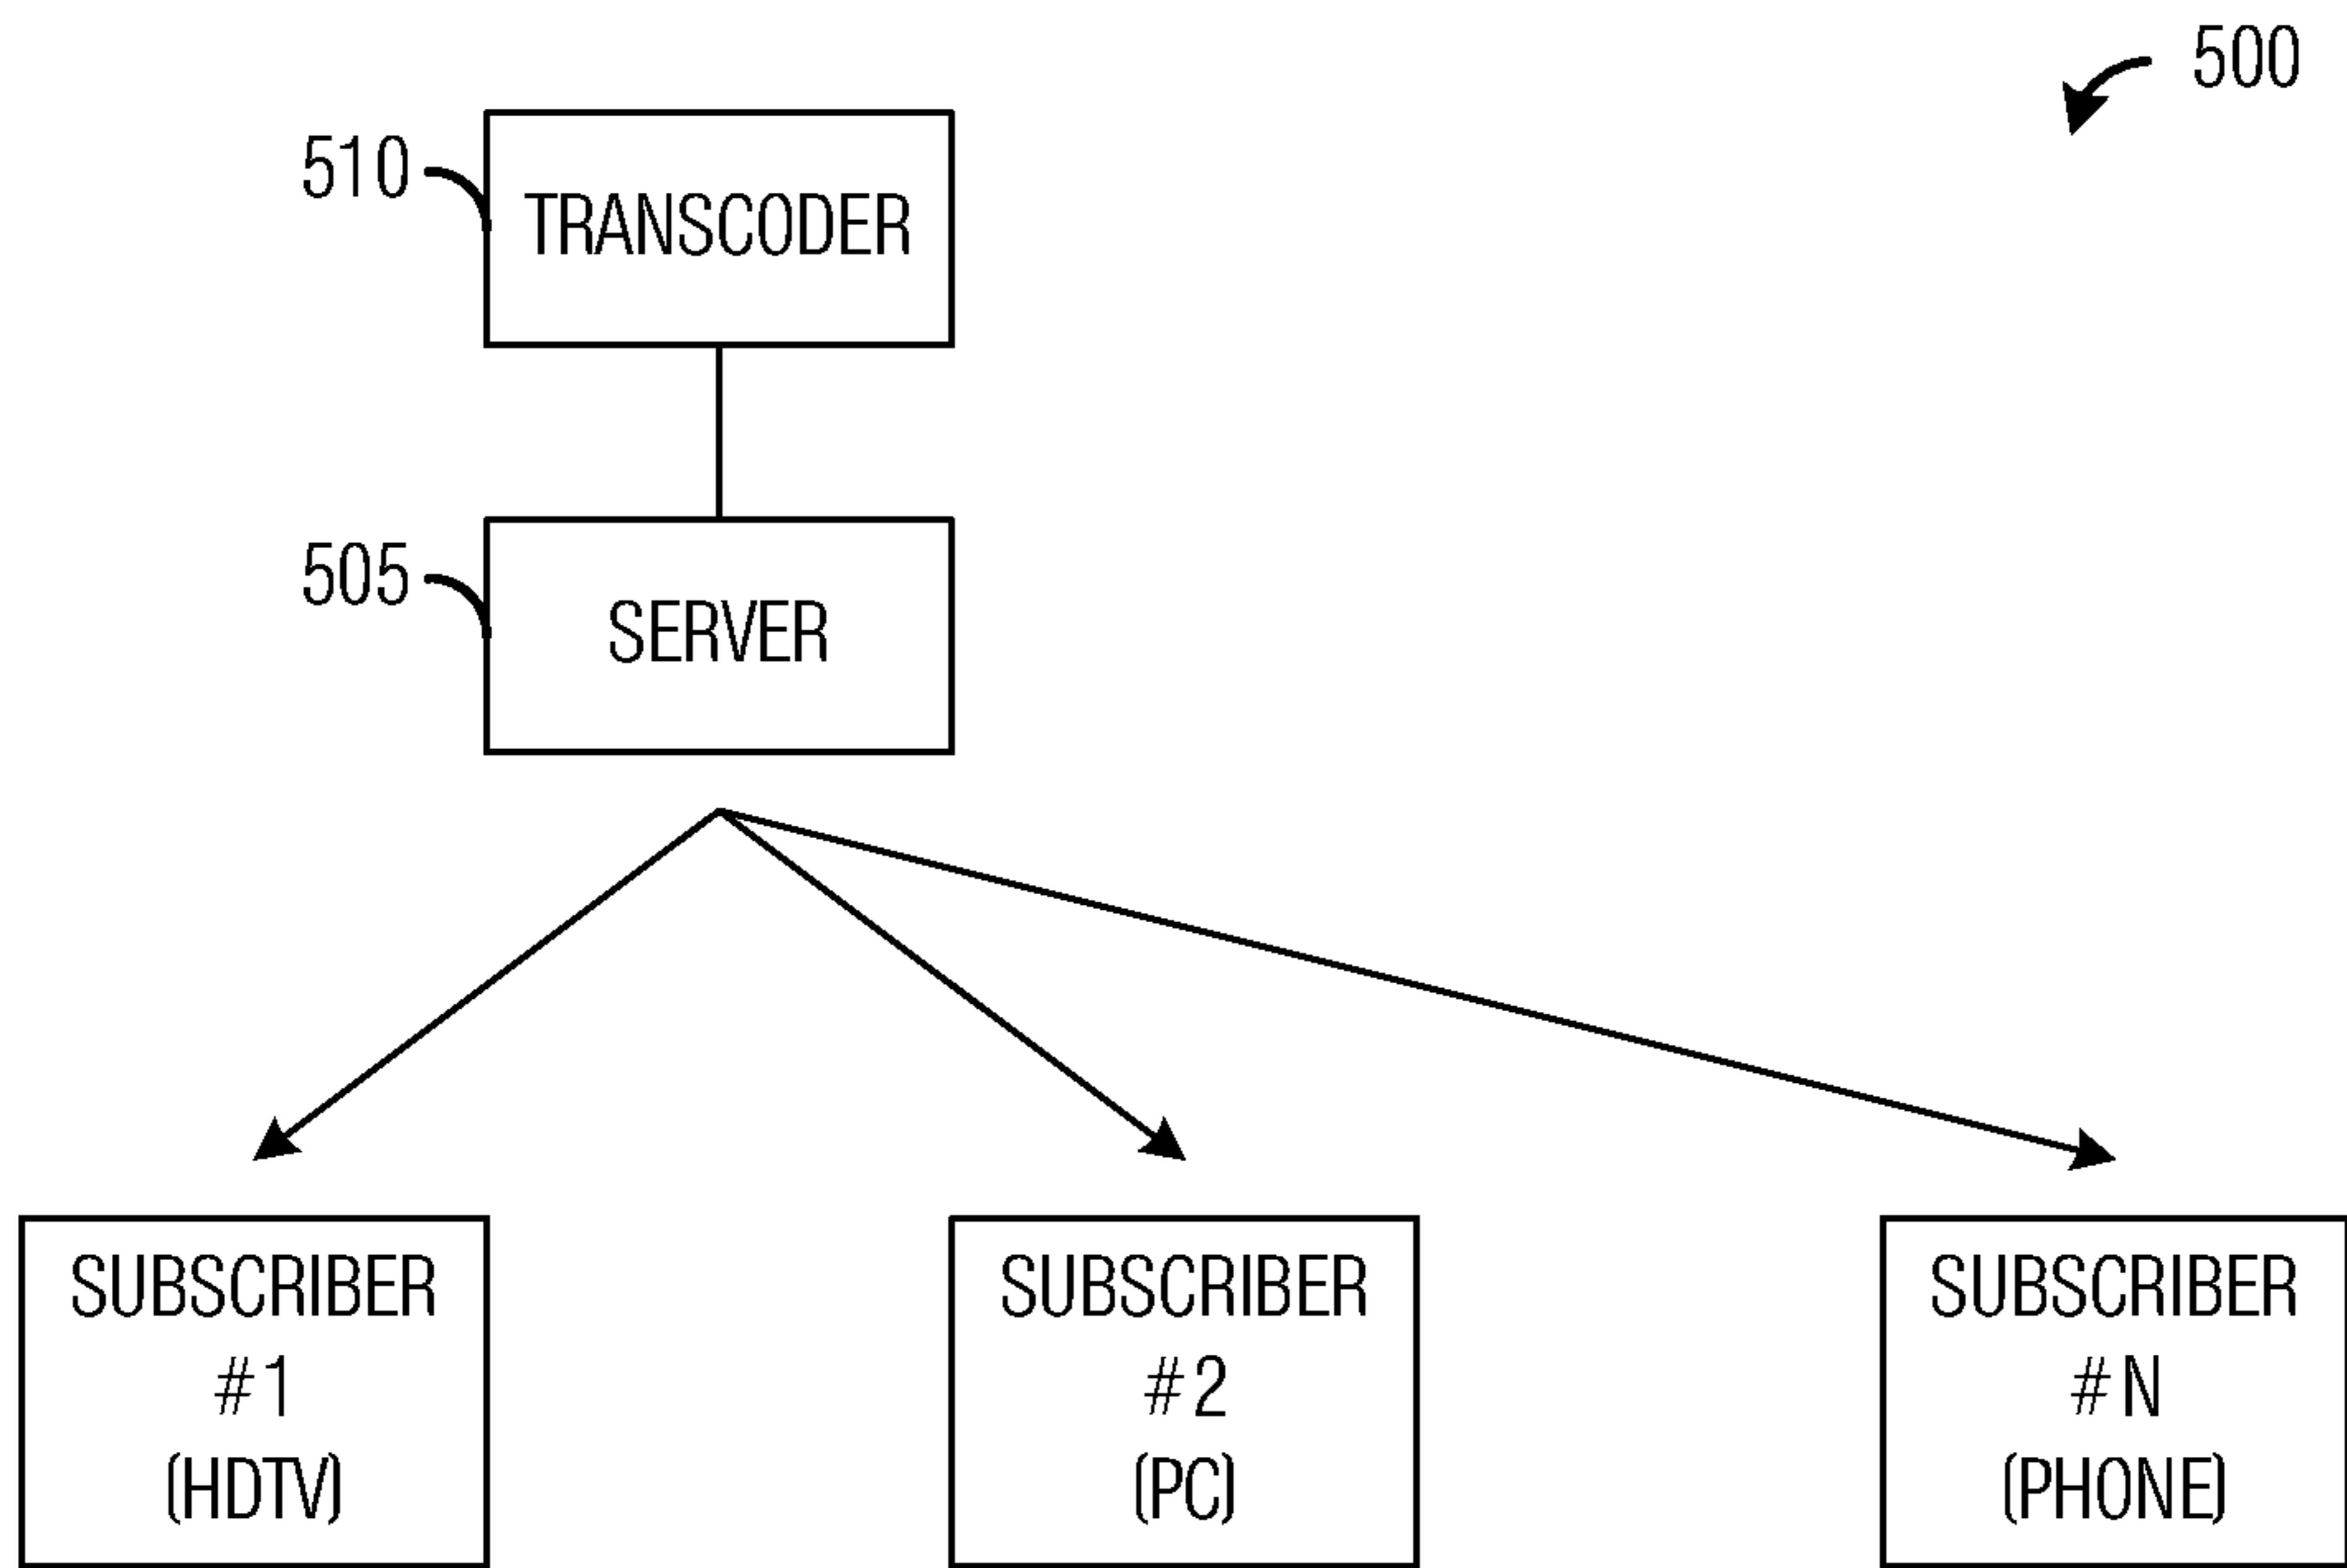 500
510
TRANSCODER
505
SERVER
SUBSCRIBER
#1
(HDTV)
SUBSCRIBER
#2
(PC)
SUBSCRIBER
#N
(PHONE)